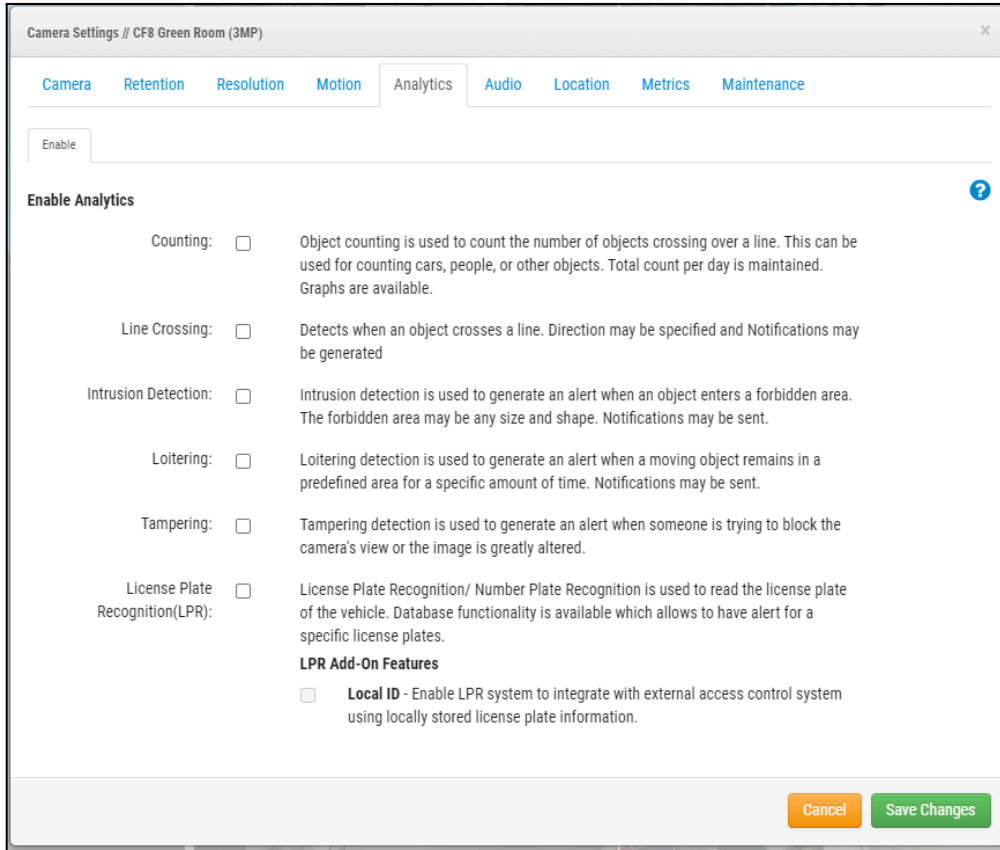 Camera Settings // CF8 Green Room (3MP)
×
Camera Retention Resolution Motion Analytics Audio Location Metrics Maintenance
Enable
Enable Analytics
?
Counting:
Object counting is used to count the number of objects crossing over a line. This can be
used for counting cars, people, or other objects. Total count per day is maintained.
Graphs are available.
Line Crossing:
Detects when an object crosses a line. Direction may be specified and Notifications may
be generated
Intrusion Detection:
Intrusion detection is used to generate an alert when an object enters a forbidden area.
The forbidden area may be any size and shape. Notifications may be sent.
Loitering:
Loitering detection is used to generate an alert when a moving object remains in a
predefined area for a specific amount of time. Notifications may be sent.
Tampering:
Tampering detection is used to generate an alert when someone is trying to block the
camera's view or the image is greatly altered.
License Plate
Recognition(LPR):
License Plate Recognition/ Number Plate Recognition is used to read the license plate
of the vehicle. Database functionality is available which allows to have alert for a
specific license plates.
LPR Add-On Features
Local ID - Enable LPR system to integrate with external access control system
using locally stored license plate information.
Cancel Save Changes